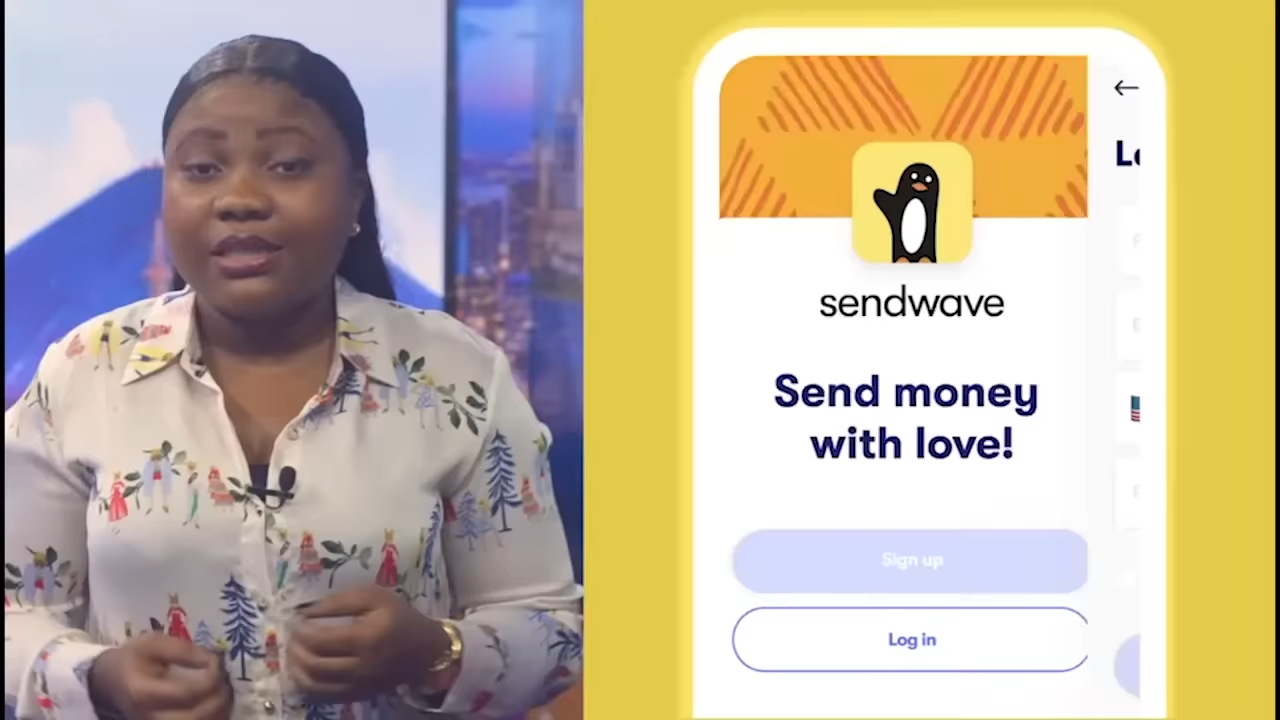 sendwave
Send money
with love!
Sign up
Log in